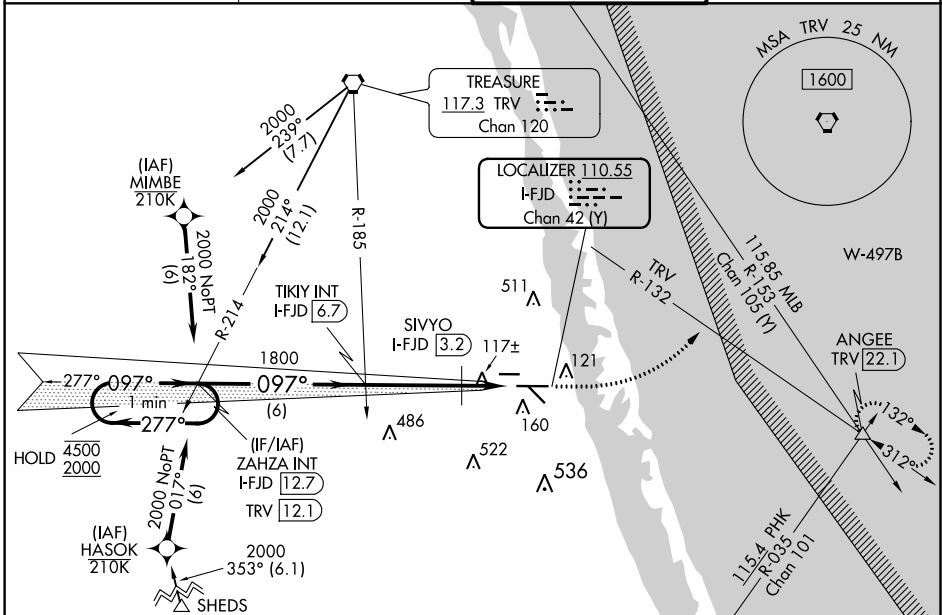 MSA TRV 25 NM
1600
TREASURE
117.3 TRV
Chan 120
2000
239°
(7.7)
(IAF)
MIMBE
210K
2000
214°
(12.1)
LOCALIZER 110.55
I-FJD
Chan 42 (Y)
R-185
2000 NoPT
182°
(6)
R-214
115.85 MLB
R-153
Chan 105 (Y)
W-497B
TRV
R-132
TIKIY INT
I-FJD 6.7
511
SIVYO
I-FJD 3.2
117±
ANGEE
TRV 22.1
1800
121
277°
097°
097°
1 min
(6)
277°
160
486
132°
312°
HOLD 4500
2000
(IF/IAF)
ZAHZA INT
I-FJD 12.7
TRV 12.1
522
536
2000 NoPT
017°
(6)
(IAF)
HASOK
210K
2000
353° (6.1)
SHEDS
115.4 PHK
R-035
Chan 101